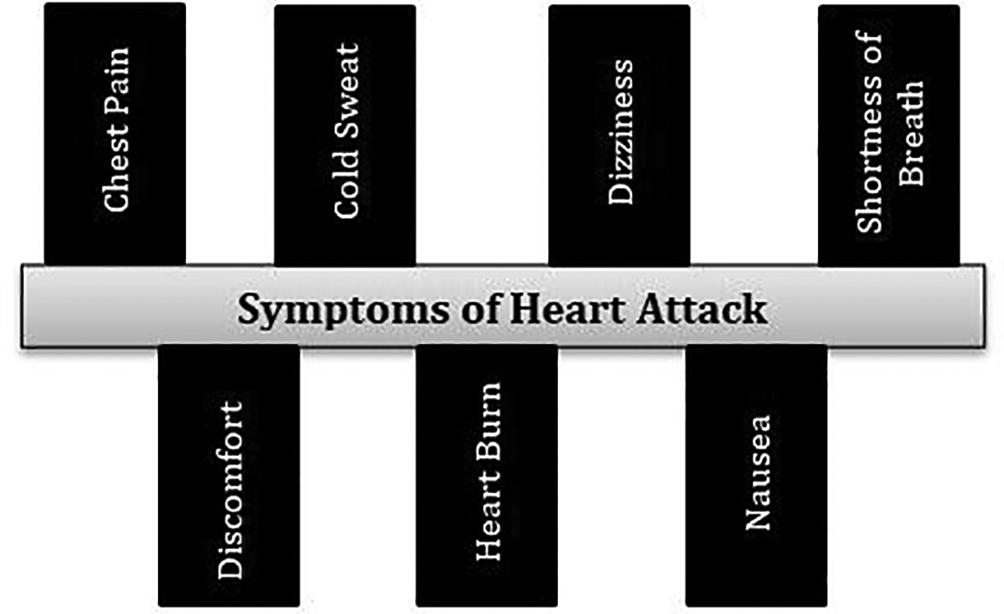 Chest Pain
Cold Sweat
Dizziness
Shortness of
Breath
Symptoms of Heart Attack
Discomfort
Heart Burn
Nausea